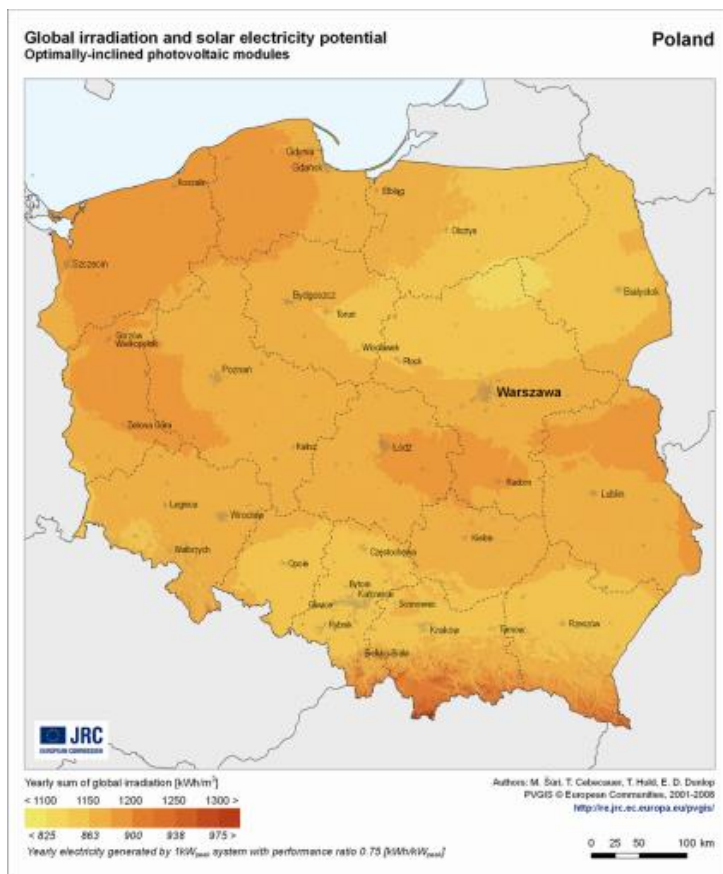 Global irradiation and solar electricity potential
Optimally-inclined photovoltaic modules
Poland
Gdynia
Gdańsk
Koszalin
Elbląg
Olsztyn
Szczecin
Białystok
Bydgoszcz
Toruń
Gorzów
Wielkopolski
Włocławek
Płock
Poznań
Warszawa
Zielona Góra
Kalisz
Łódź
Radom
Lublin
Legnica
Wrocław
Kielce
Wałbrzych
Częstochowa
Opole
Bytom
Katowice
Gliwice
Sosnowiec
Rybnik
Kraków
Tarnów
Rzeszów
Bielsko-Biała
JRC
EUROPEAN COMMISSION
Yearly sum of global irradiation [kWh/m²]
< 1100 1150 1200 1250 1300 >
< 825 863 900 938 975 >
Yearly electricity generated by 1kWpeak system with performance ratio 0.75 [kWh/kWpeak]
Authors: M. Šúri, T. Cebecauer, T. Huld, E. D. Dunlop
PVGIS © European Communities, 2001-2008
http://re.jrc.ec.europa.eu/pvgis/
0 25 50 100 km